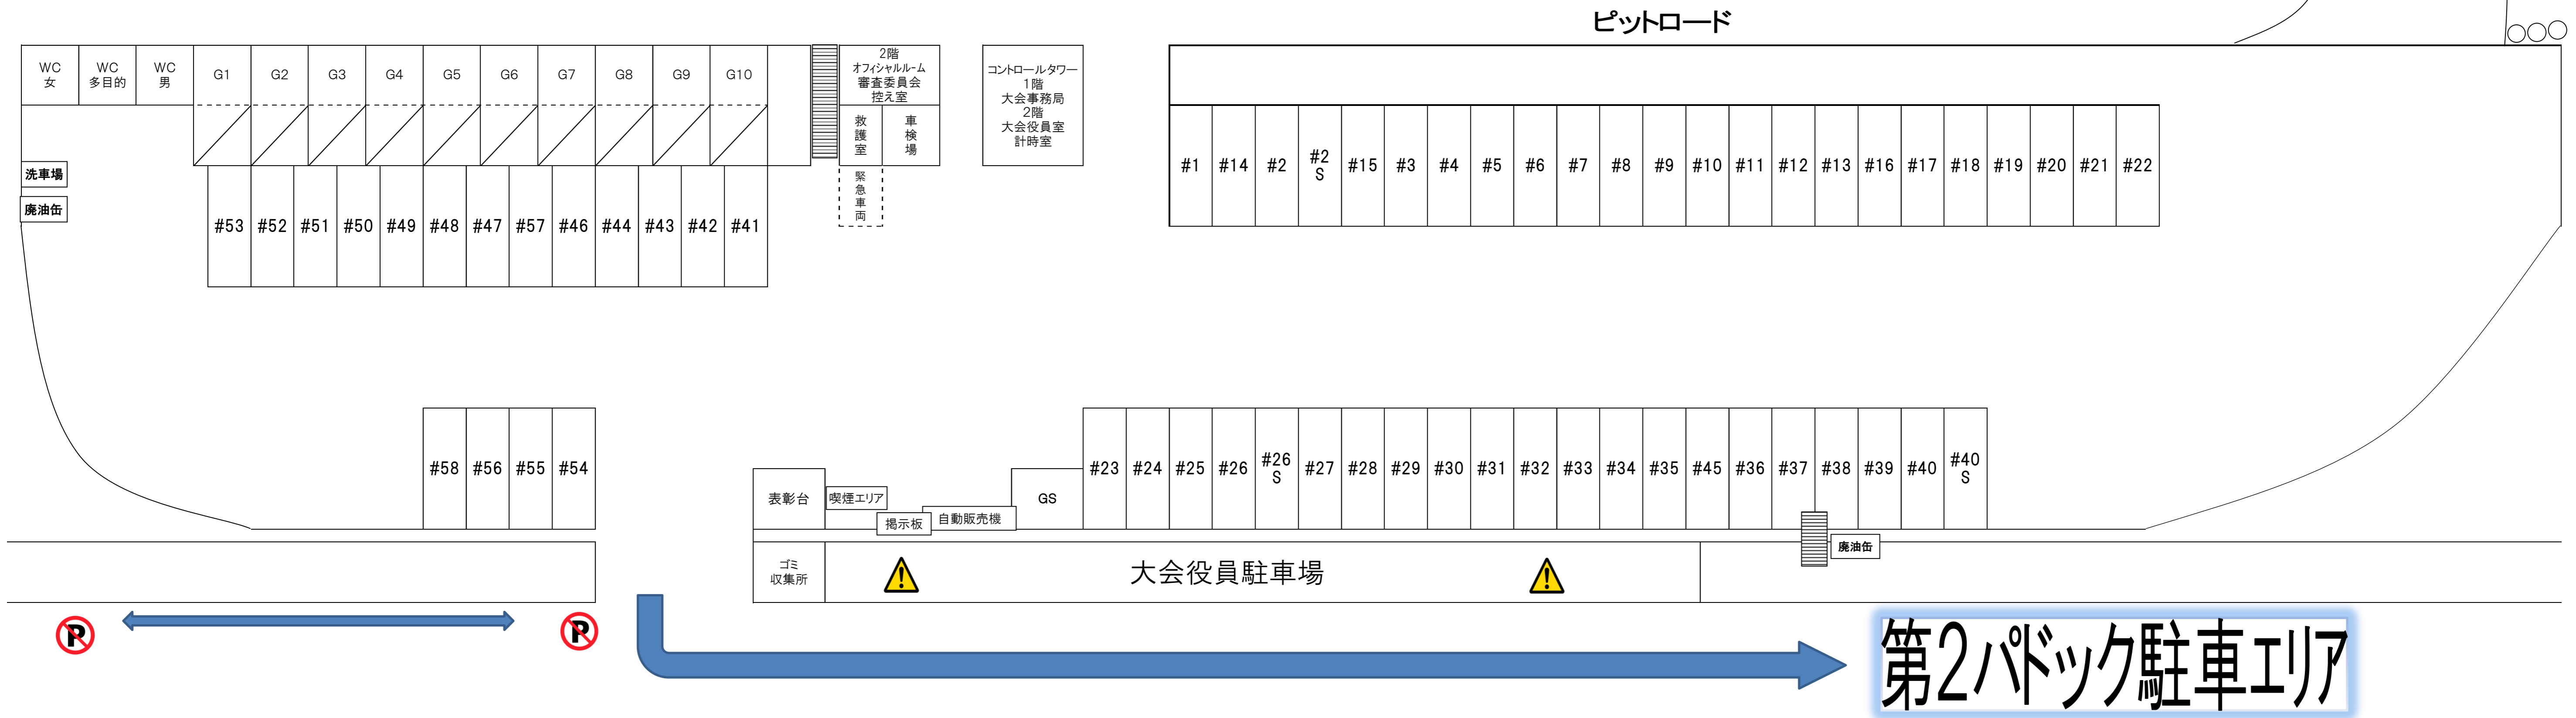 ピットロード
WC
女
WC
多目的
WC
男
G1
G2
G3
G4
G5
G6
G7
G8
G9
G10
2階
オフィシャルルーム
審査委員会
控え室
救護室
車検場
緊急車両
コントロールタワー
1階
大会事務局
2階
大会役員室
計時室
#1
#14
#2
#2
S
#15
#3
#4
#5
#6
#7
#8
#9
#10
#11
#12
#13
#16
#17
#18
#19
#20
#21
#22
洗車場
廃油缶
#53
#52
#51
#50
#49
#48
#47
#57
#46
#44
#43
#42
#41
#58
#56
#55
#54
表彰台
喫煙エリア
掲示板
自動販売機
GS
#23
#24
#25
#26
#26
S
#27
#28
#29
#30
#31
#32
#33
#34
#35
#45
#36
#37
#38
#39
#40
#40
S
ゴミ
収集所
!
大会役員駐車場
!
廃油缶
P
P
第2パドック駐車エリア